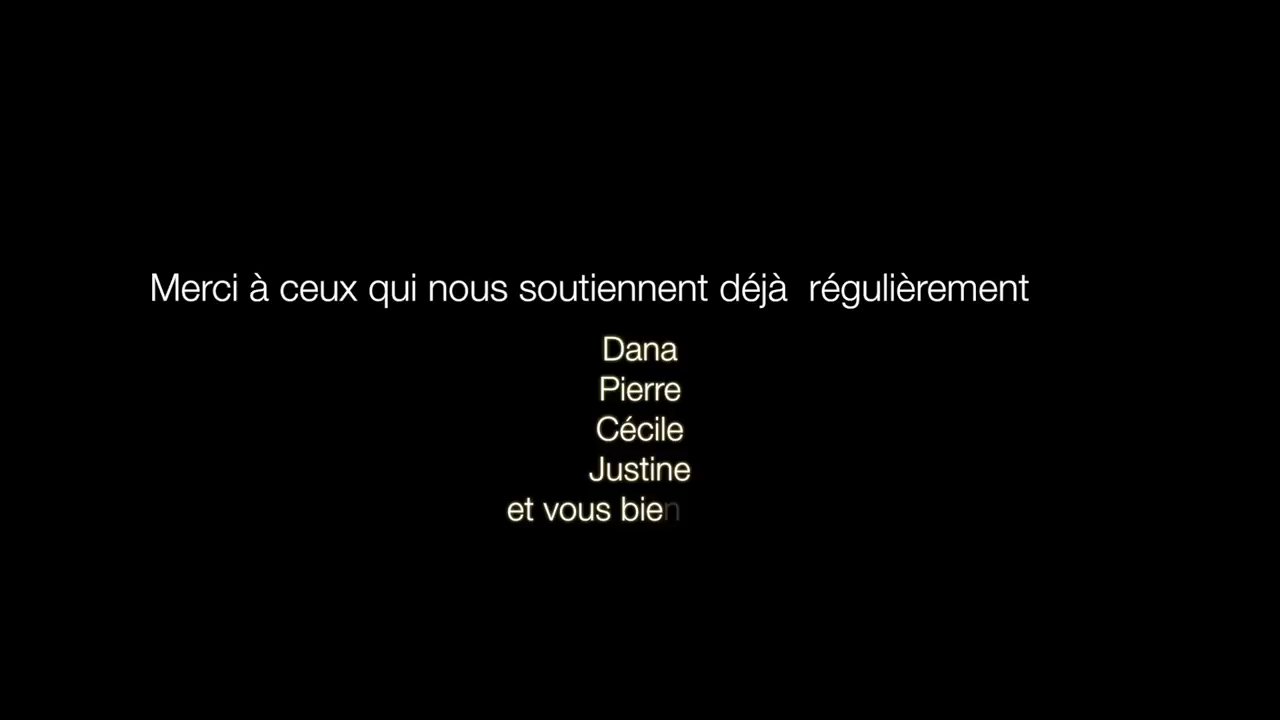 Merci à ceux qui nous soutiennent déjà  régulièrement
Dana
Pierre
Cécile
Justine
et vous bien